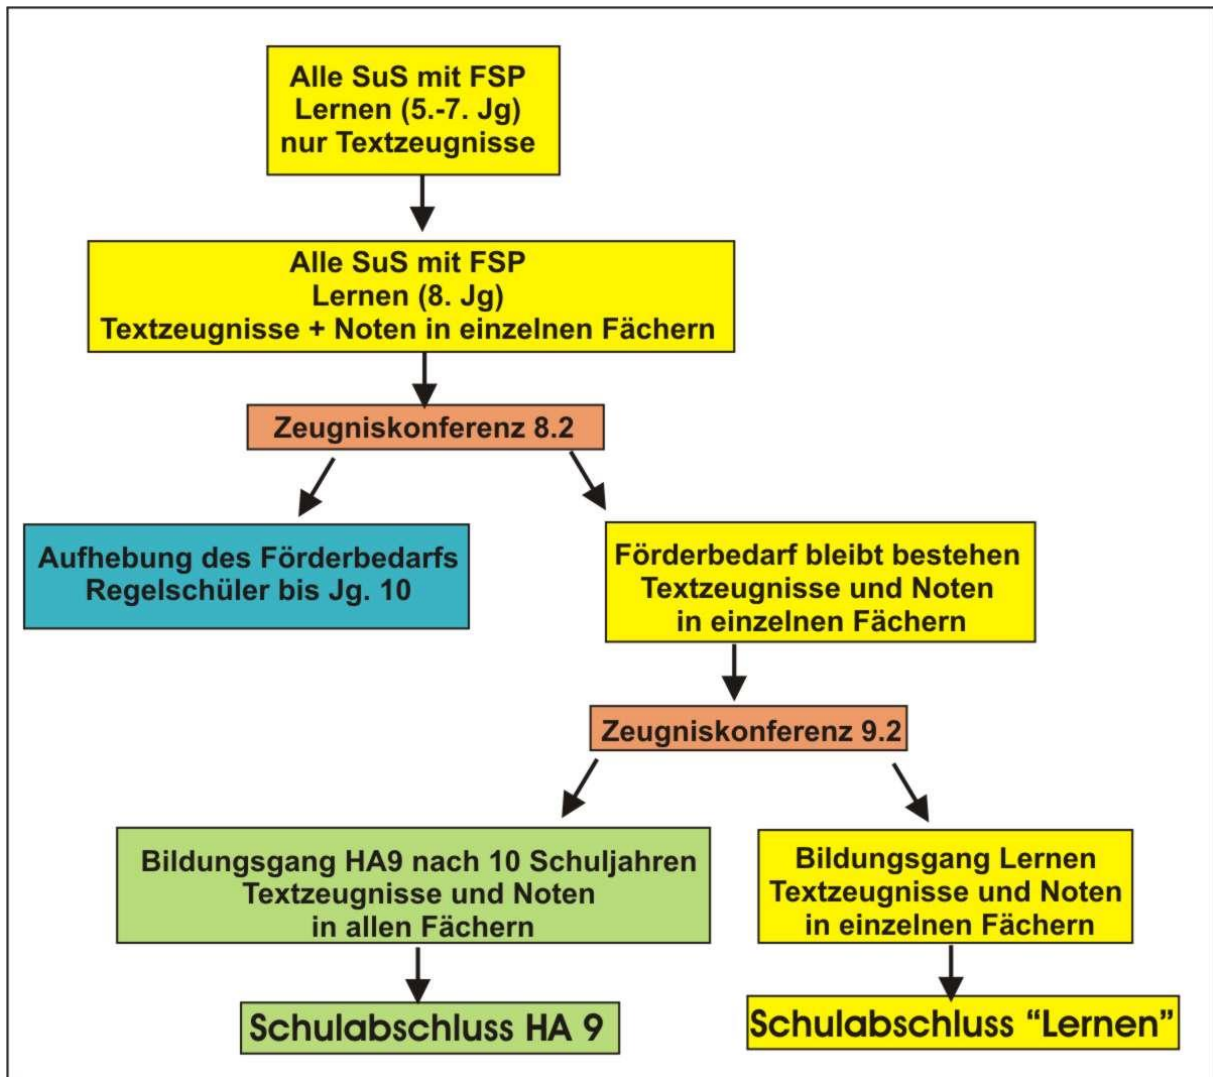 Alle SuS mit FSP
Lernen (5.-7. Jg)
nur Textzeugnisse
Alle SuS mit FSP
Lernen (8. Jg)
Textzeugnisse + Noten in einzelnen Fächern
Zeugniskonferenz 8.2
Aufhebung des Förderbedarfs
Regelschüler bis Jg. 10
Förderbedarf bleibt bestehen
Textzeugnisse und Noten
in einzelnen Fächern
Zeugniskonferenz 9.2
Bildungsgang HA9 nach 10 Schuljahren
Textzeugnisse und Noten
in allen Fächern
Bildungsgang Lernen
Textzeugnisse und Noten
in einzelnen Fächern
Schulabschluss HA 9
Schulabschluss “Lernen”